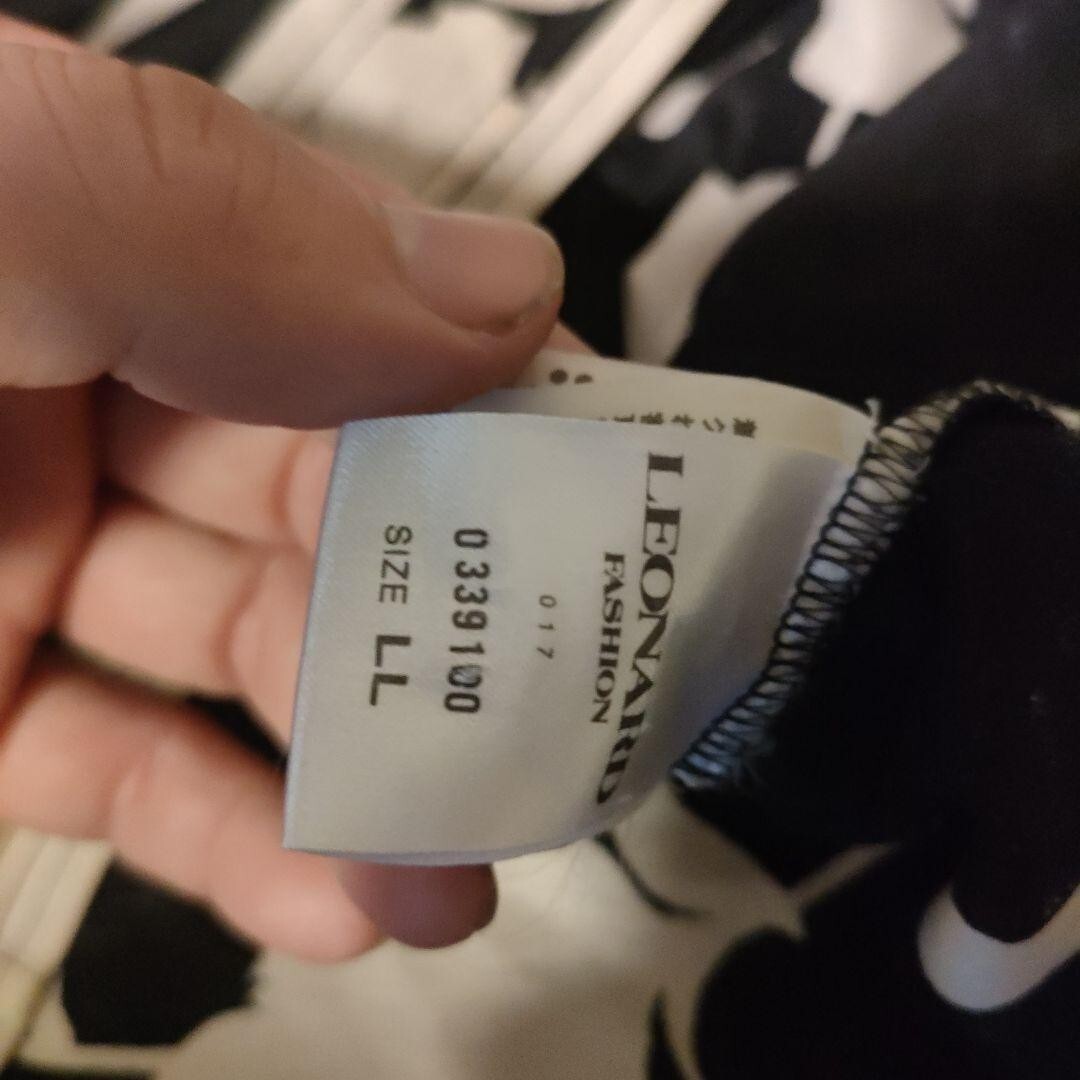 LEONARD
FASHION
017
0339100
SIZE LL